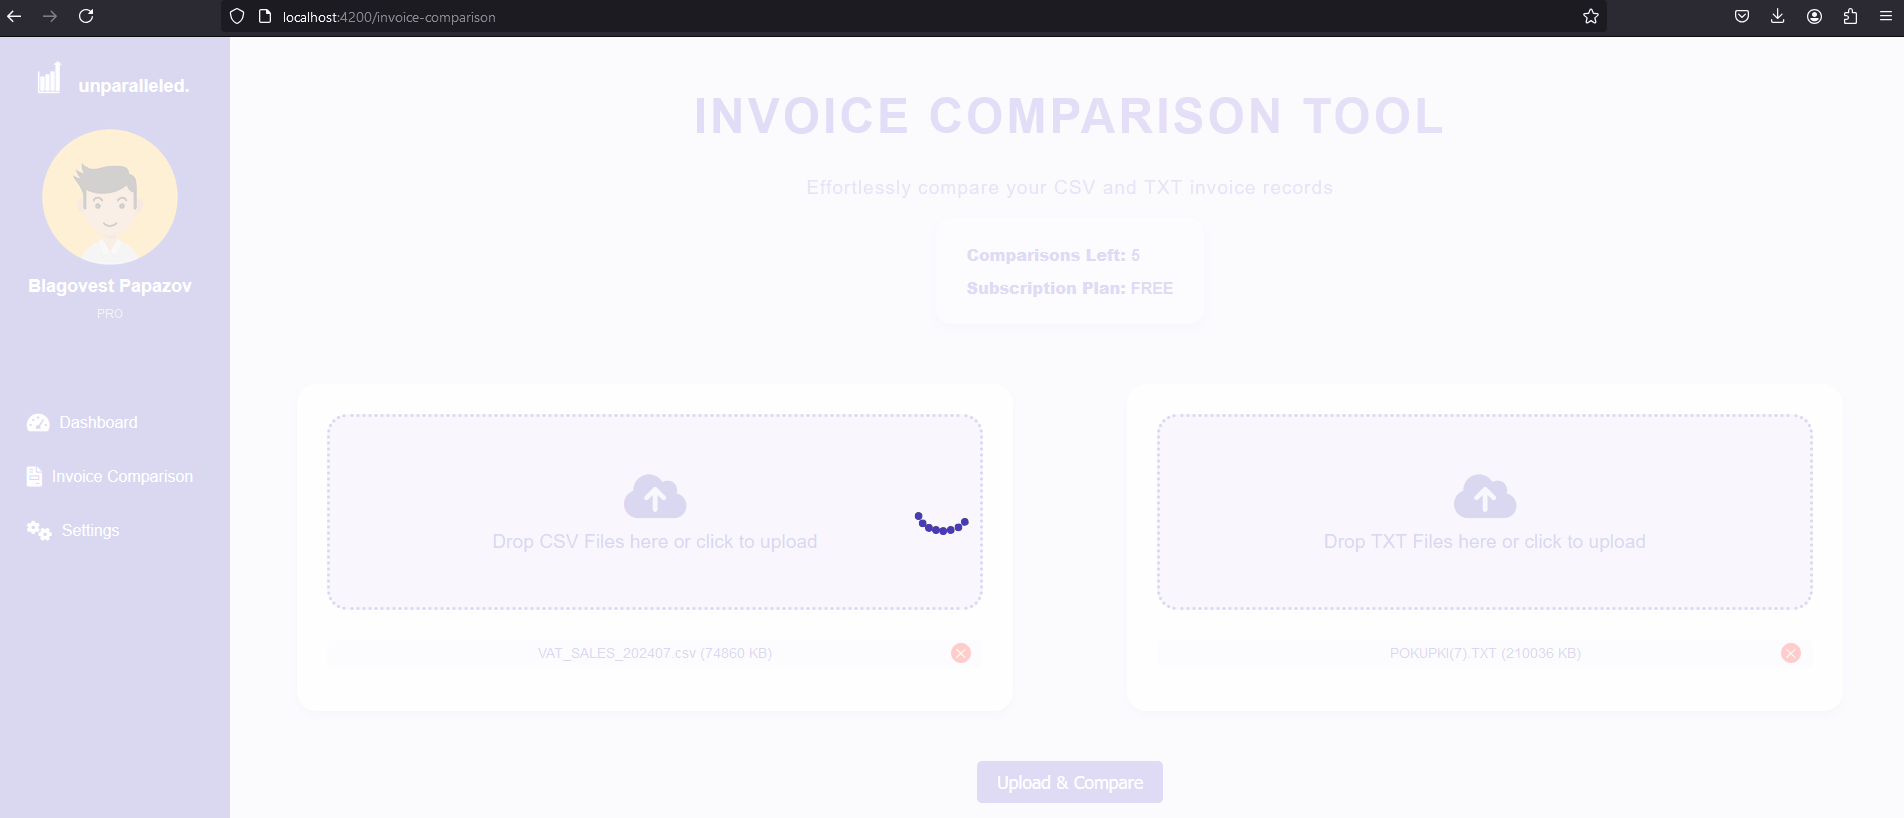 localhost:4200/invoice-comparison
unparalleled.
Blagovest Papazov
PRO
Dashboard
Invoice Comparison
Settings
INVOICE COMPARISON TOOL
Effortlessly compare your CSV and TXT invoice records
Comparisons Left: 5
Subscription Plan: FREE
Drop CSV Files here or click to upload
VAT_SALES_202407.csv (74860 KB)
Drop TXT Files here or click to upload
POKUPKI(7).TXT (210036 KB)
Upload & Compare